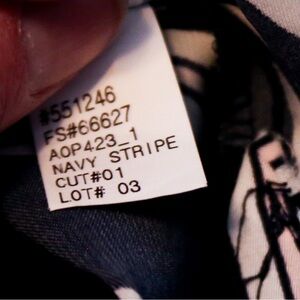 #551246
FS#66627
AOP423_1
NAVY STRIPE
CUT#01
LOT# 03